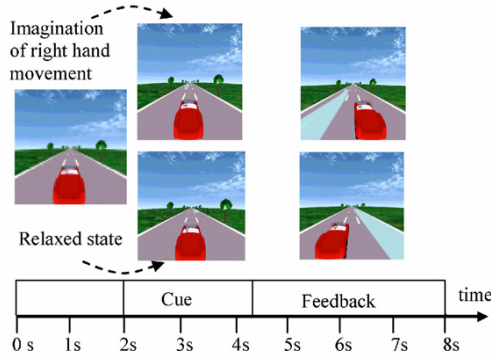 Imagination
of right hand
movement
Relaxed state
Cue
Feedback
time
0 s 1s 2s 3s 4s 5s 6s 7s 8s